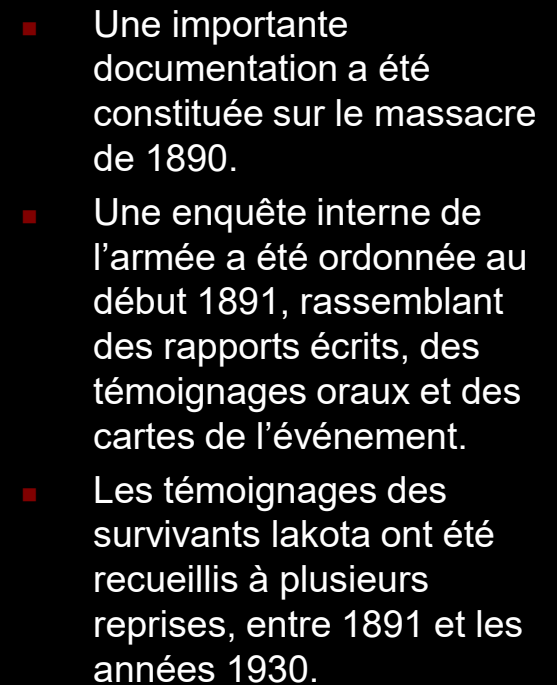 Une importante
documentation a été
constituée sur le massacre
de 1890.
Une enquête interne de
l’armée a été ordonnée au
début 1891, rassemblant
des rapports écrits, des
témoignages oraux et des
cartes de l’événement.
Les témoignages des
survivants lakota ont été
recueillis à plusieurs
reprises, entre 1891 et les
années 1930.